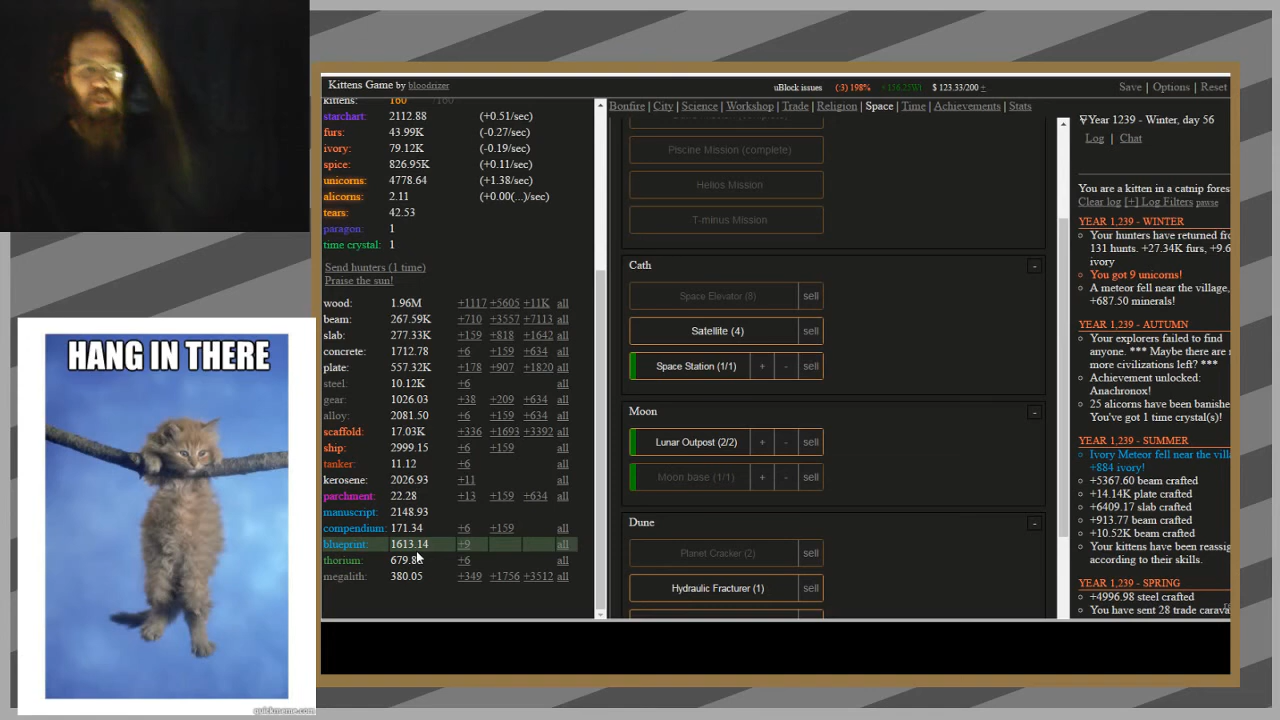 Kittens Game by bloodrizer
uBlock issues (:3) 198% $ 123.33/200 +
Save | Options | Reset
kittens: 160 /160
starchart: 2112.88 (+0.51/sec)
furs: 43.99K (-0.27/sec)
ivory: 79.12K (-0.19/sec)
spice: 826.95K (+0.11/sec)
unicorns: 4778.64 (+1.38/sec)
alicorns: 2.11 (+0.00(...)/sec)
tears: 42.53
paragon: 1
time crystal: 1
Send hunters (1 time)
Praise the sun!
wood: 1.96M +1117 +5605 +11K all
beam: 267.59K +710 +3557 +7113 all
slab: 277.33K +159 +818 +1642 all
concrete: 1712.78 +6 +159 +634 all
plate: 557.32K +178 +907 +1820 all
steel: 10.12K +6 all
gear: 1026.03 +38 +209 +634 all
alloy: 2081.50 +6 +159 +634 all
scaffold: 17.03K +336 +1693 +3392 all
ship: 2999.15 +6 +159 all
tanker: 11.12 +6 all
kerosene: 2026.93 +11 all
parchment: 22.28 +13 +159 +634 all
manuscript: 2148.93 all
compendium: 171.34 +6 +159 all
blueprint: 1613.14 +9 all
thorium: +6 all
megalith: 380.05 +349 +1756 +3512 all
Bonfire | City | Science | Workshop | Trade | Religion | Space | Time | Achievements | Stats
Piscine Mission (complete)
Helios Mission
T-minus Mission
Cath -
Space Elevator (8) sell
Satellite (4) sell
Space Station (1/1) + - sell
Moon -
Lunar Outpost (2/2) + - sell
Moon base (1/1) + - sell
Dune -
Planet Cracker (2) sell
Hydraulic Fracturer (1) sell
Year 1239 - Winter, day 56
Log | Chat
You are a kitten in a catnip fores
Clear log [+] Log Filters pause
YEAR 1,239 - WINTER
Your hunters have returned fr
131 hunts. +27.34K furs, +9.6
ivory
You got 9 unicorns!
A meteor fell near the village,
+687.50 minerals!
YEAR 1,239 - AUTUMN
Your explorers failed to find
anyone. *** Maybe there are
more civilizations left? ***
Achievement unlocked:
Anachronox!
25 alicorns have been banishe
You've got 1 time crystal(s)!
YEAR 1,239 - SUMMER
Ivory Meteor fell near the vill
+884 ivory!
+5367.60 beam crafted
+14.14K plate crafted
+6409.17 slab crafted
+913.77 beam crafted
+10.52K beam crafted
Your kittens have been reassig
according to their skills.
YEAR 1,239 - SPRING
+4996.98 steel crafted
You have sent 28 trade carava
HANG IN THERE
quickmeme.com